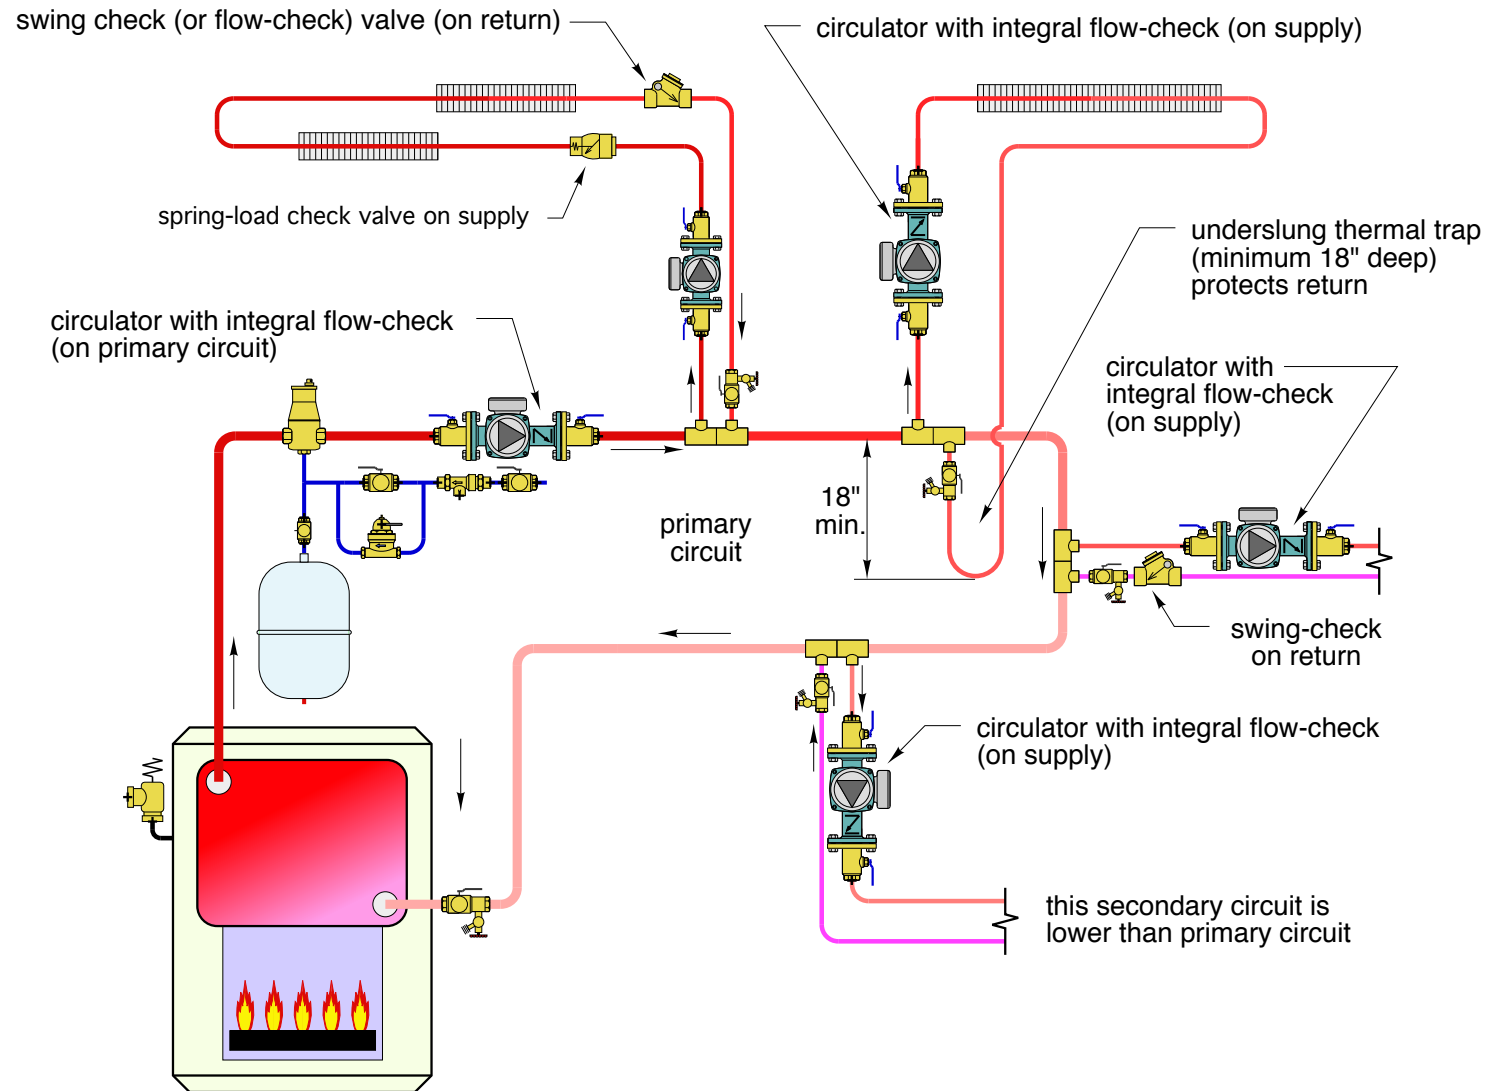 swing check (or flow-check) valve (on return)
circulator with integral flow-check (on supply)
spring-load check valve on supply
underslung thermal trap
(minimum 18" deep)
protects return
circulator with integral flow-check
(on primary circuit)
circulator with
integral flow-check
(on supply)
18"
min.
primary
circuit
swing-check
on return
circulator with integral flow-check
(on supply)
this secondary circuit is
lower than primary circuit